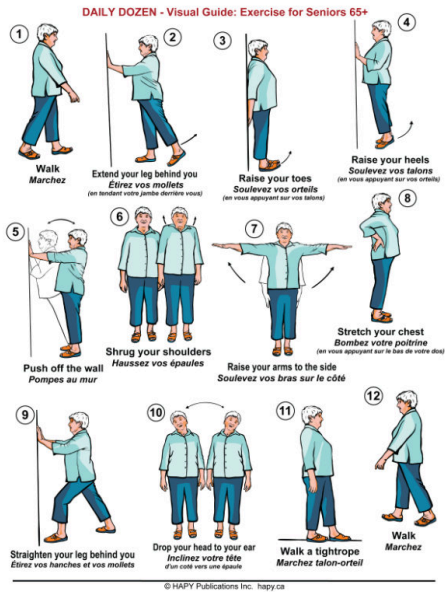 DAILY DOZEN - Visual Guide: Exercise for Seniors 65+
1
Walk
Marchez
2
Extend your leg behind you
Étirez vos mollets
(en tendant votre jambe derrière vous)
3
Raise your toes
Soulevez vos orteils
(en vous appuyant sur vos talons)
4
Raise your heels
Soulevez vos talons
(en vous appuyant sur vos orteils)
5
Push off the wall
Pompes au mur
6
Shrug your shoulders
Haussez vos épaules
7
Raise your arms to the side
Soulevez vos bras sur le côté
8
Stretch your chest
Bombez votre poitrine
(en vous appuyant sur le bas de votre dos)
9
Straighten your leg behind you
Étirez vos hanches et vos mollets
10
Drop your head to your ear
Inclinez votre tête
d'un coté vers une épaule
11
Walk a tightrope
Marchez talon-orteil
12
Walk
Marchez
© HAPY Publications Inc. hapy.ca